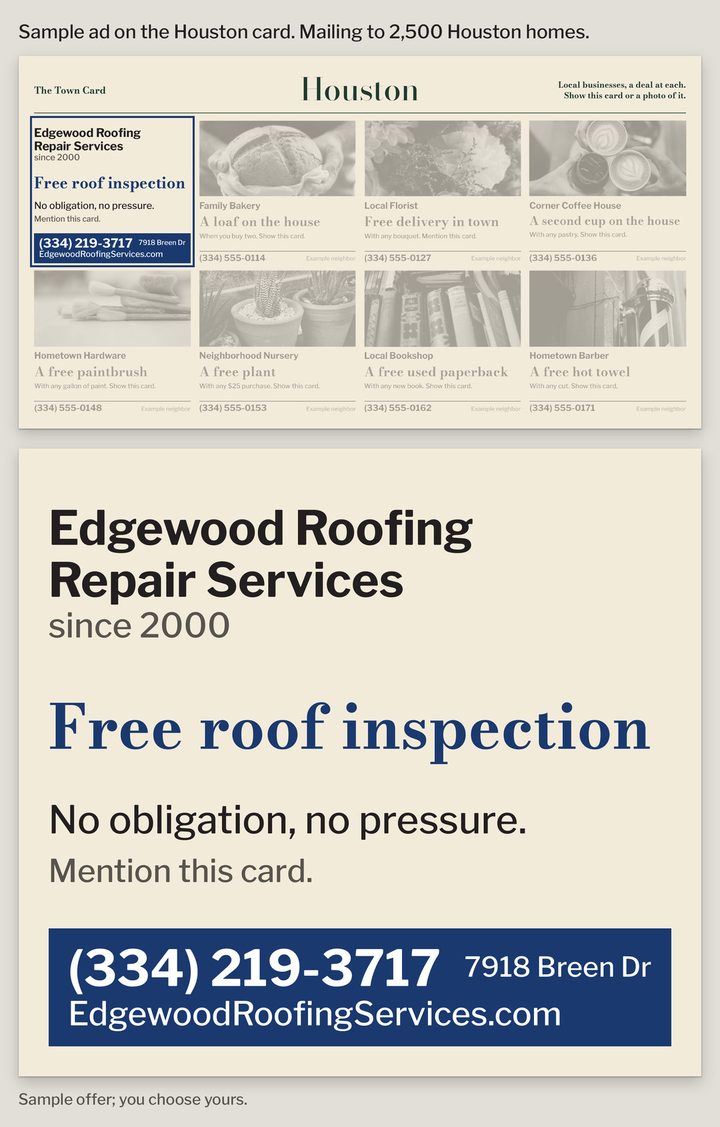 Sample ad on the Houston card. Mailing to 2,500 Houston homes.
The Town Card
Houston
Local businesses, a deal at each.
Show this card or a photo of it.
Edgewood Roofing
Repair Services
since 2000
Free roof inspection
No obligation, no pressure.
Mention this card.
(334) 219-3717 7918 Breen Dr
EdgewoodRoofingServices.com
Family Bakery
A loaf on the house
When you buy two. Show this card.
(334) 555-0114 Example neighbor
Local Florist
Free delivery in town
With any bouquet. Mention this card.
(334) 555-0127 Example neighbor
Corner Coffee House
A second cup on the house
With any pastry. Show this card.
(334) 555-0136 Example neighbor
Hometown Hardware
A free paintbrush
With any gallon of paint. Show this card.
(334) 555-0148 Example neighbor
Neighborhood Nursery
A free plant
With any $25 purchase. Show this card.
(334) 555-0153 Example neighbor
Local Bookshop
A free used paperback
With any new book. Show this card.
(334) 555-0162 Example neighbor
Hometown Barber
A free hot towel
With any cut. Show this card.
(334) 555-0171 Example neighbor
Edgewood Roofing
Repair Services
since 2000
Free roof inspection
No obligation, no pressure.
Mention this card.
(334) 219-3717 7918 Breen Dr
EdgewoodRoofingServices.com
Sample offer; you choose yours.